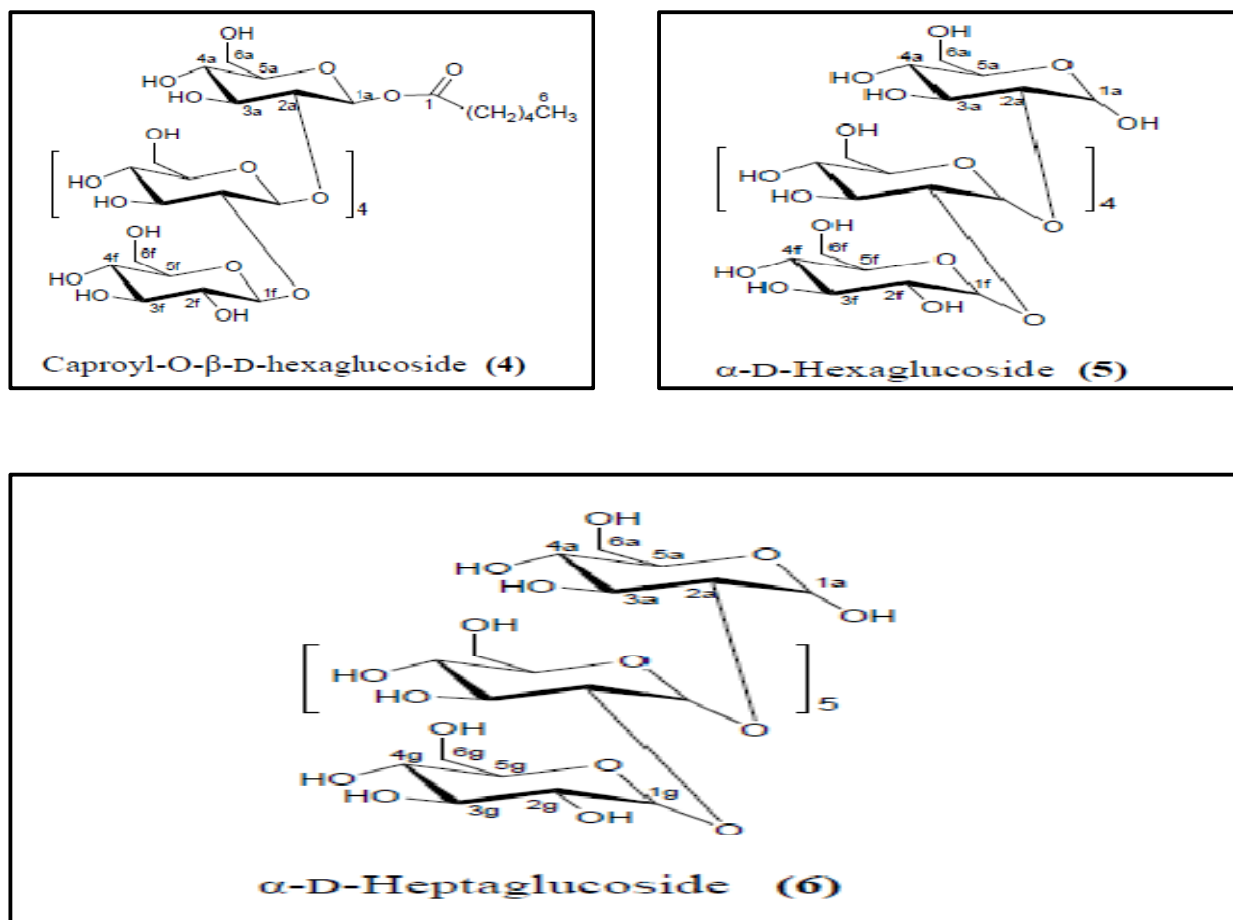 OH
6a
4a
5a
O
O
HO
1a
O
1
6
HO
2a
(CH2)4CH3
3a
OH
O
HO
HO
O
4
OH
6f
4f
5f
O
HO
HO
1f
O
3f
2f
OH
Caproyl-O-β-D-hexaglucoside (4)
OH
6a
4a
5a
O
HO
1a
HO
2a
3a
OH
OH
O
HO
HO
4
O
OH
6f
4f
5f
O
HO
HO
1f
3f
2f
OH
O
α-D-Hexaglucoside (5)
OH
6a
4a
5a
O
HO
1a
HO
2a
3a
OH
OH
O
HO
HO
5
O
OH
6g
4g
5g
O
HO
1g
HO
2g
3g
OH
O
α-D-Heptaglucoside (6)